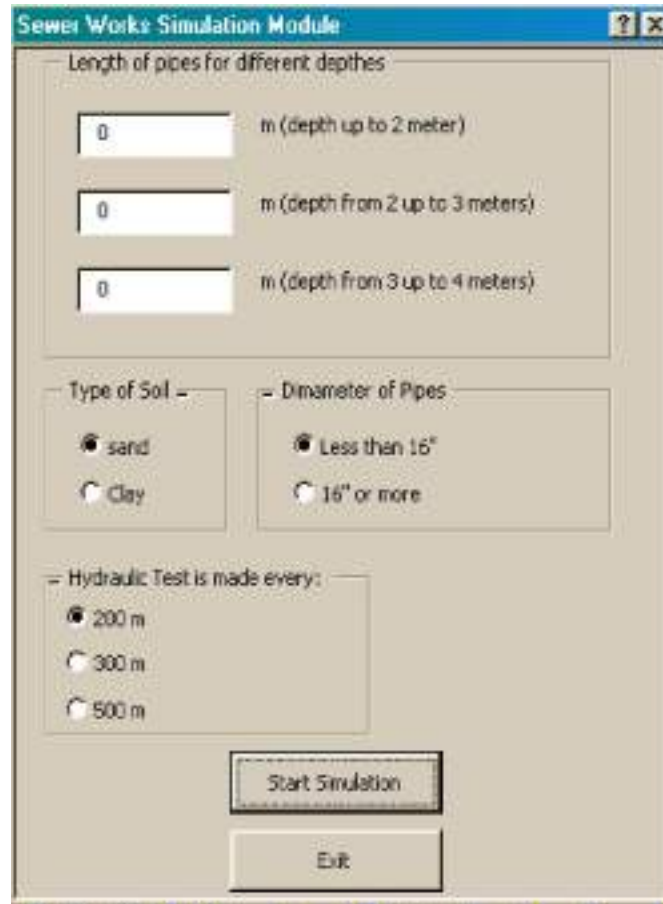 Sewer Works Simulation Module
Length of pipes for different depthes
0 m (depth up to 2 meter)
0 m (depth from 2 up to 3 meters)
0 m (depth from 3 up to 4 meters)
Type of Soil
sand
Clay
Dimameter of Pipes
Less than 16"
16" or more
Hydraulic Test is made every:
200 m
300 m
500 m
Start Simulation
Exit